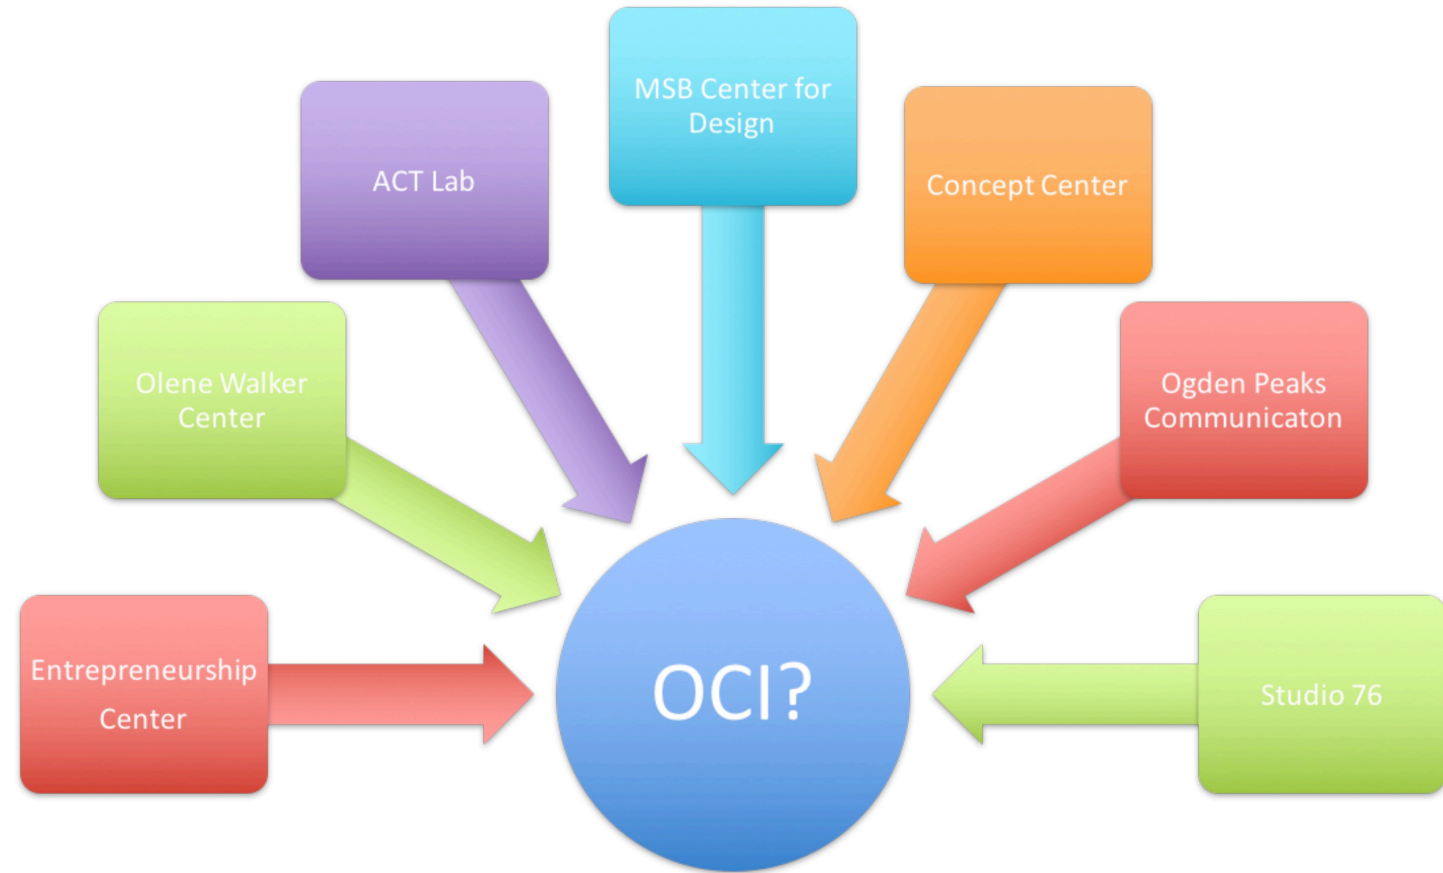 MSB Center for
Design
ACT Lab
Concept Center
Olene Walker
Center
Ogden Peaks
Communicaton
Entrepreneurship
Center
OCI?
Studio 76